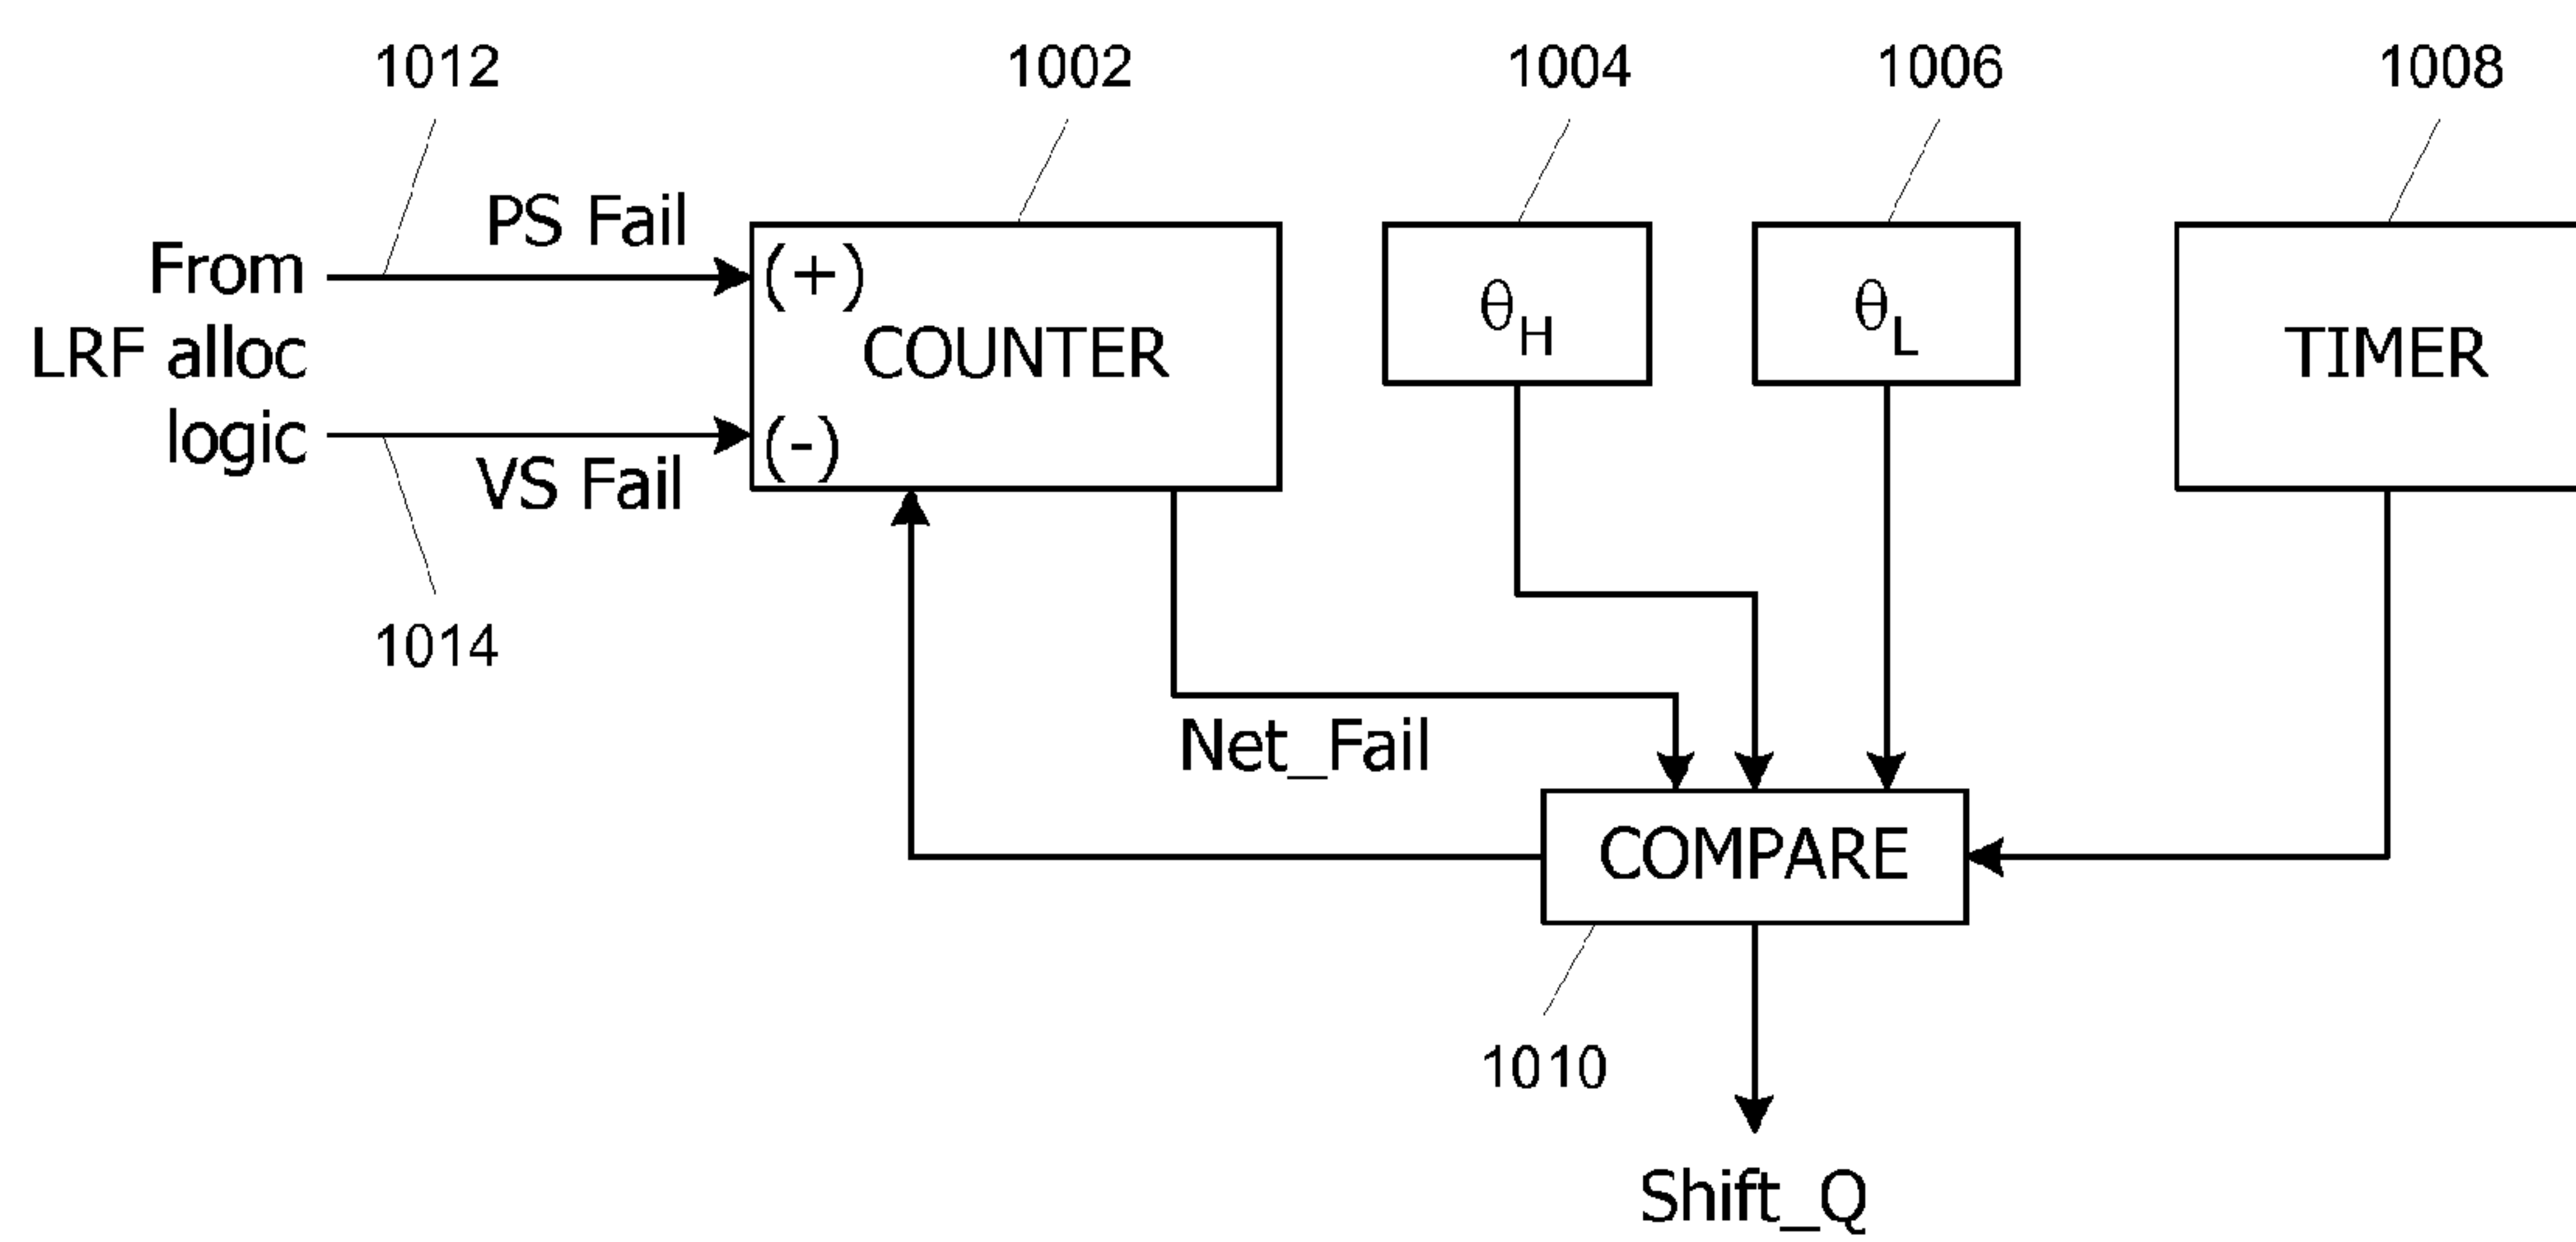 1012 1002 1004 1006 1008
PS Fail
From
LRF alloc
logic
(+)
COUNTER
(-)
VS Fail
θH
θL
TIMER
1014
Net_Fail
COMPARE
1010
Shift_Q